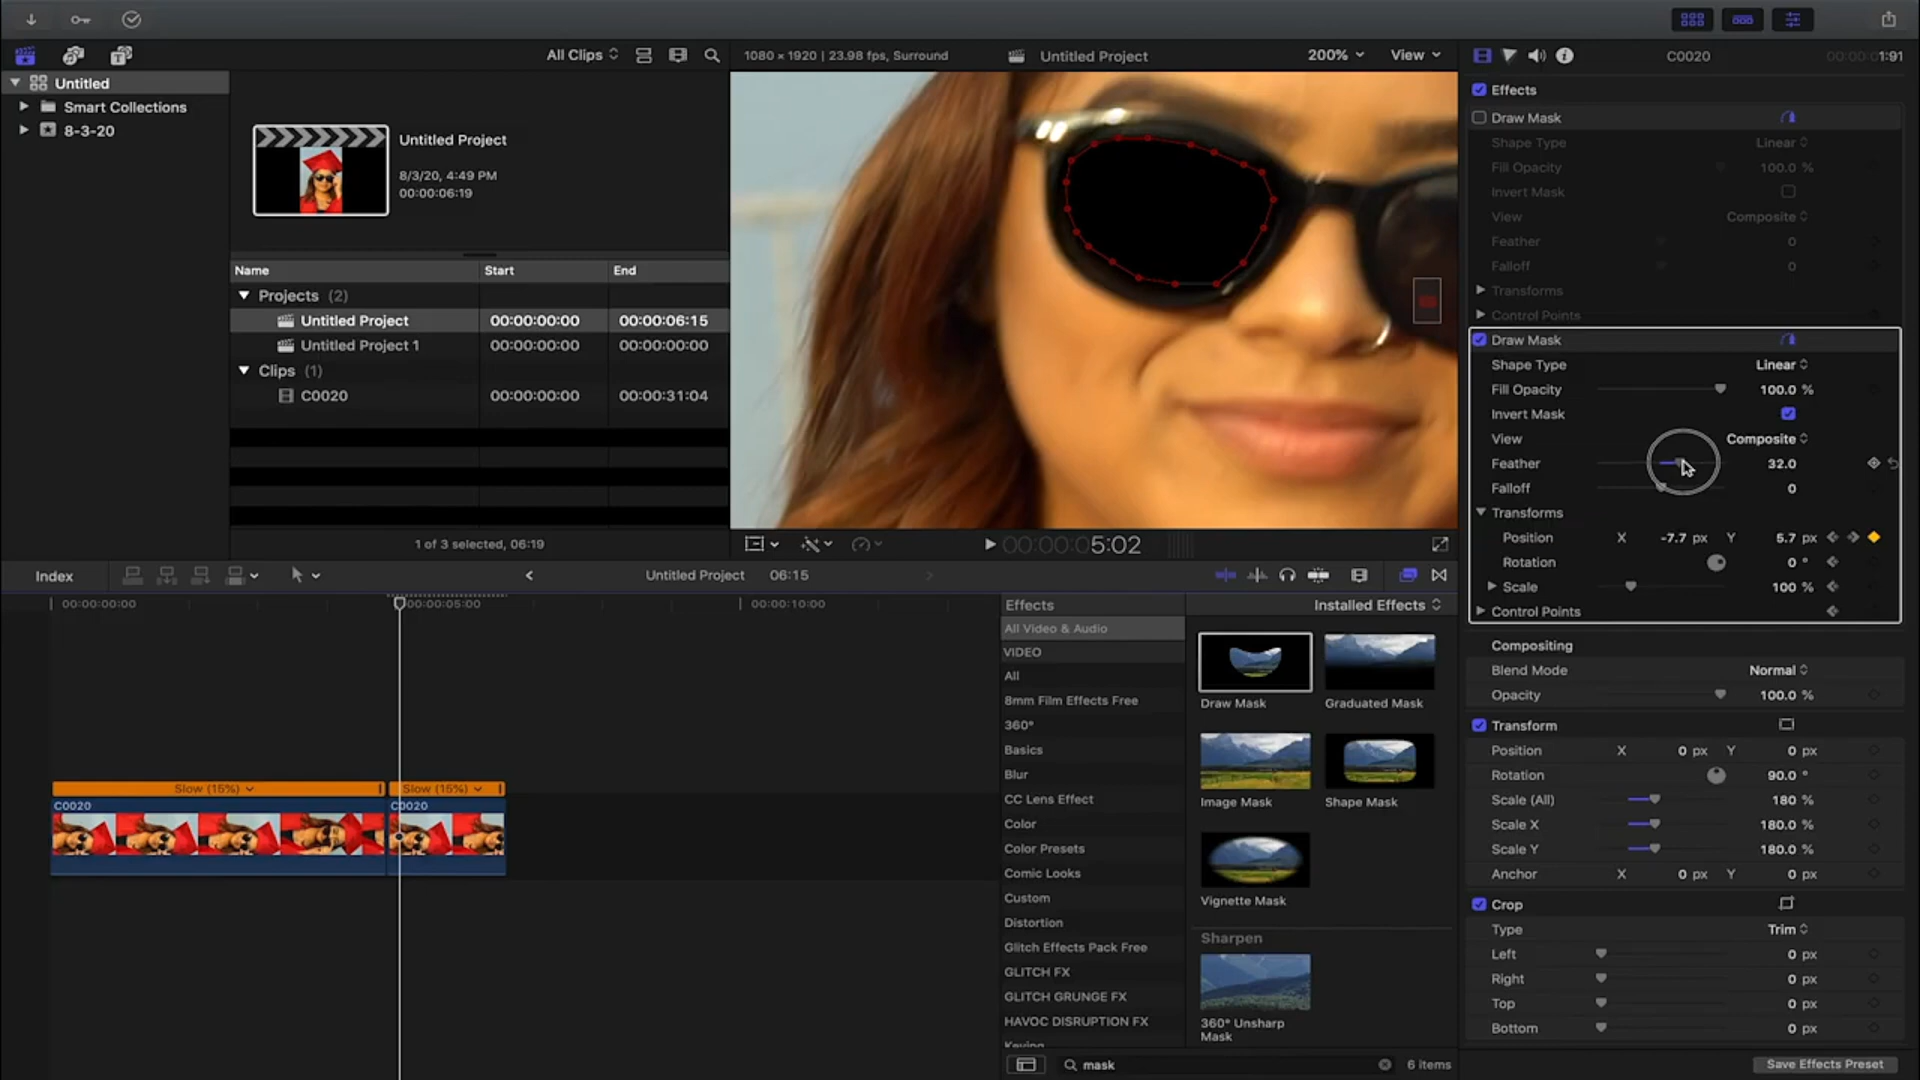 All Clips
1080 × 1920 | 23.98 fps, Surround
Untitled Project
200%
View
C0020
00:00:00:01:91
Untitled
Smart Collections
8-3-20
Untitled Project
8/3/20, 4:49 PM
00:00:06:19
Name Start End
Projects (2)
Untitled Project 00:00:00:00 00:00:06:15
Untitled Project 1 00:00:00:00 00:00:00:00
Clips (1)
C0020 00:00:00:00 00:00:31:04
1 of 3 selected, 06:19
00:00:05:02
Effects
Draw Mask
Shape Type Linear
Fill Opacity 100.0 %
Invert Mask
View Composite
Feather 0
Falloff 0
Transforms
Control Points
Draw Mask
Shape Type Linear
Fill Opacity 100.0 %
Invert Mask
View Composite
Feather 32.0
Falloff 0
Transforms
Position X -7.7 px Y 5.7 px
Rotation 0 °
Scale 100 %
Control Points
Compositing
Blend Mode Normal
Opacity 100.0 %
Transform
Position X 0 px Y 0 px
Rotation 90.0 °
Scale (All) 180 %
Scale X 180.0 %
Scale Y 180.0 %
Anchor X 0 px Y 0 px
Crop
Type Trim
Left 0 px
Right 0 px
Top 0 px
Bottom 0 px
Save Effects Preset
Index
Untitled Project 06:15
00:00:00:00 00:00:05:00 00:00:10:00
Slow (15%) Slow (15%)
C0020 C0020
Effects
Installed Effects
All Video & Audio
VIDEO
All
8mm Film Effects Free
360°
Basics
Blur
CC Lens Effect
Color
Color Presets
Comic Looks
Custom
Distortion
Glitch Effects Pack Free
GLITCH FX
GLITCH GRUNGE FX
HAVOC DISRUPTION FX
Keying
Draw Mask
Graduated Mask
Image Mask
Shape Mask
Vignette Mask
Sharpen
360° Unsharp
Mask
mask
6 items